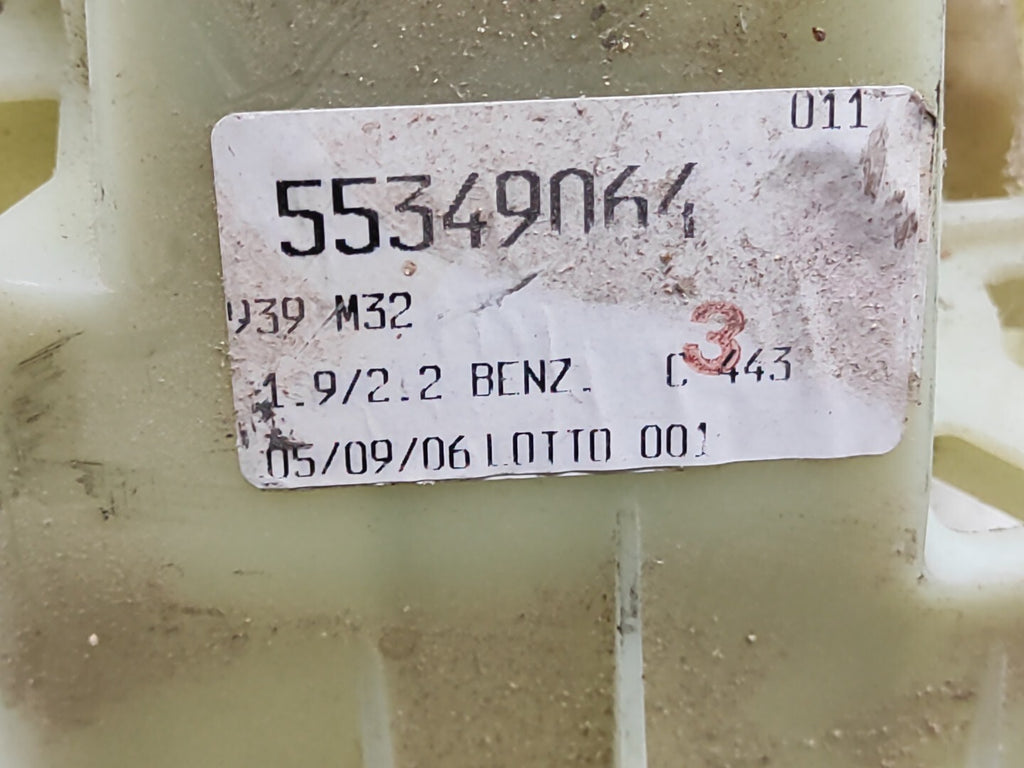 011
55349064
939 M32
3
1.9/2.2 BENZ. C 443
05/09/06 LOTTO 001